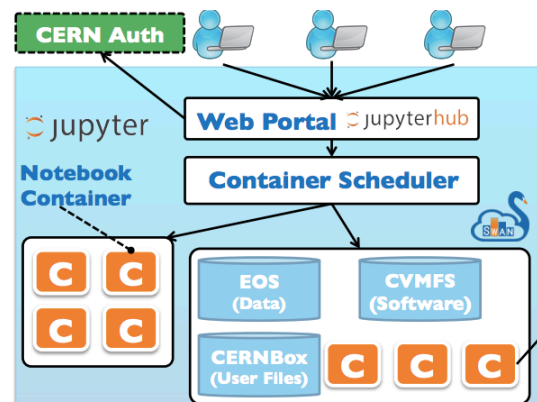 CERN Auth
jupyter
Web Portal jupyterhub
Notebook
Container
Container Scheduler
SWAN
C C
C C
EOS
(Data)
CVMFS
(Software)
CERNBox
(User Files)
C C C